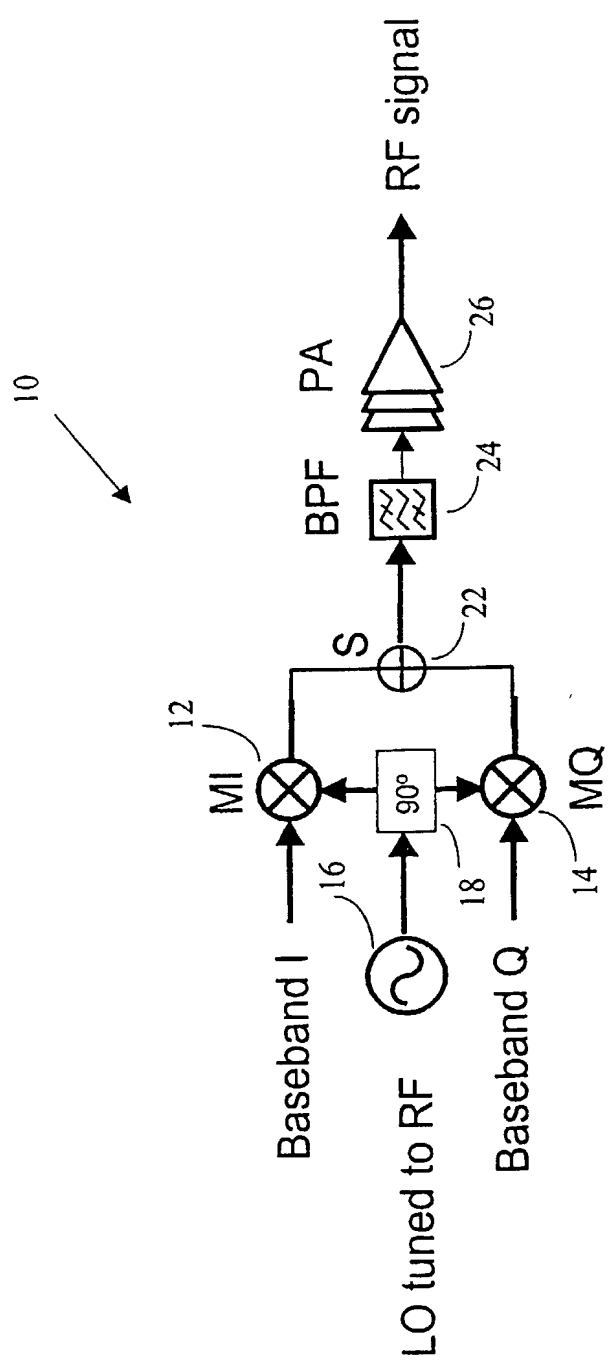 10
Baseband I
MI
12
LO tuned to RF
16
90º
18
Baseband Q
MQ
14
S
22
BPF
24
PA
26
RF signal